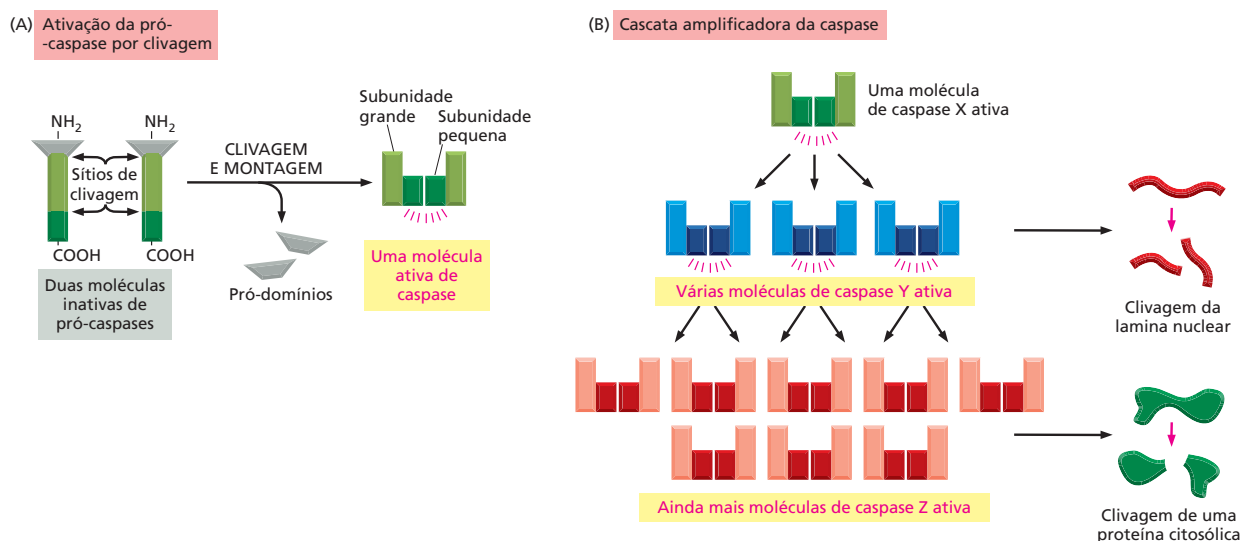 (A) Ativação da pró-
-caspase por clivagem
NH₂
NH₂
Sítios de
clivagem
COOH
COOH
Duas moléculas
inativas de
pró-caspases
CLIVAGEM
E MONTAGEM
Pró-domínios
Subunidade
grande
Subunidade
pequena
Uma molécula
ativa de
caspase
(B) Cascata amplificadora da caspase
Uma molécula
de caspase X ativa
Várias moléculas de caspase Y ativa
Clivagem da
lamina nuclear
Ainda mais moléculas de caspase Z ativa
Clivagem de uma
proteína citosólica